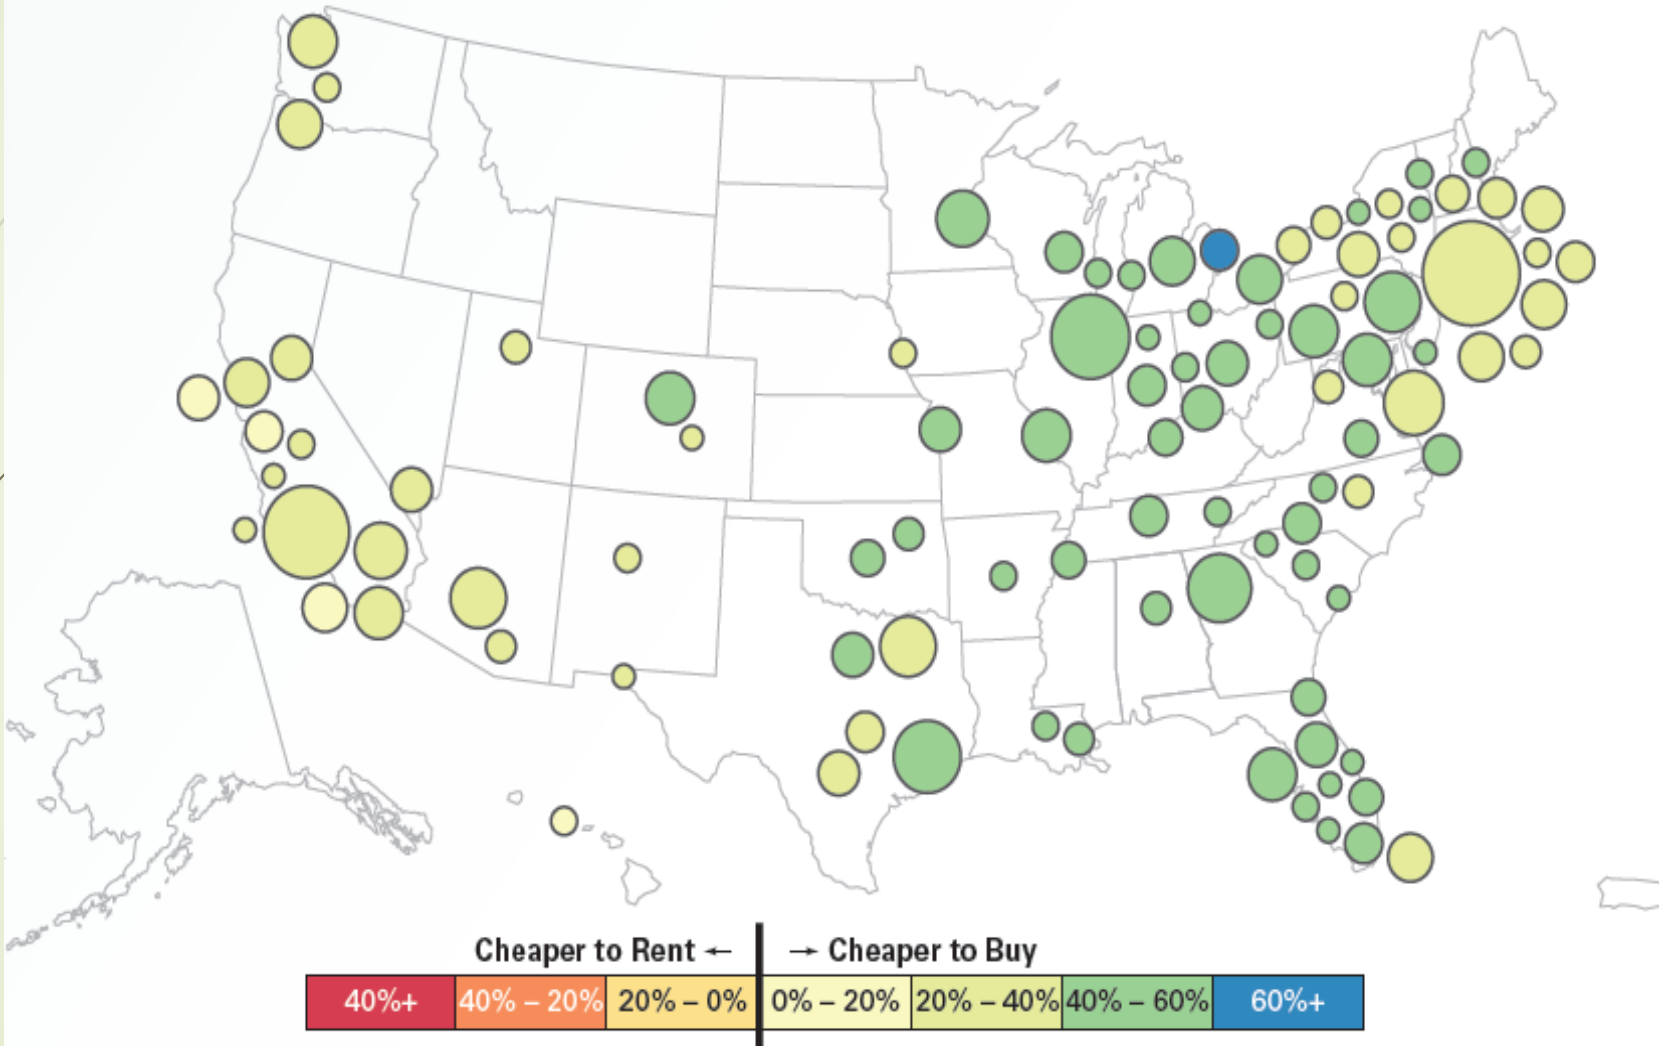 Cheaper to Rent ← → Cheaper to Buy
40%+ 40% – 20% 20% – 0% 0% – 20% 20% – 40% 40% – 60% 60%+